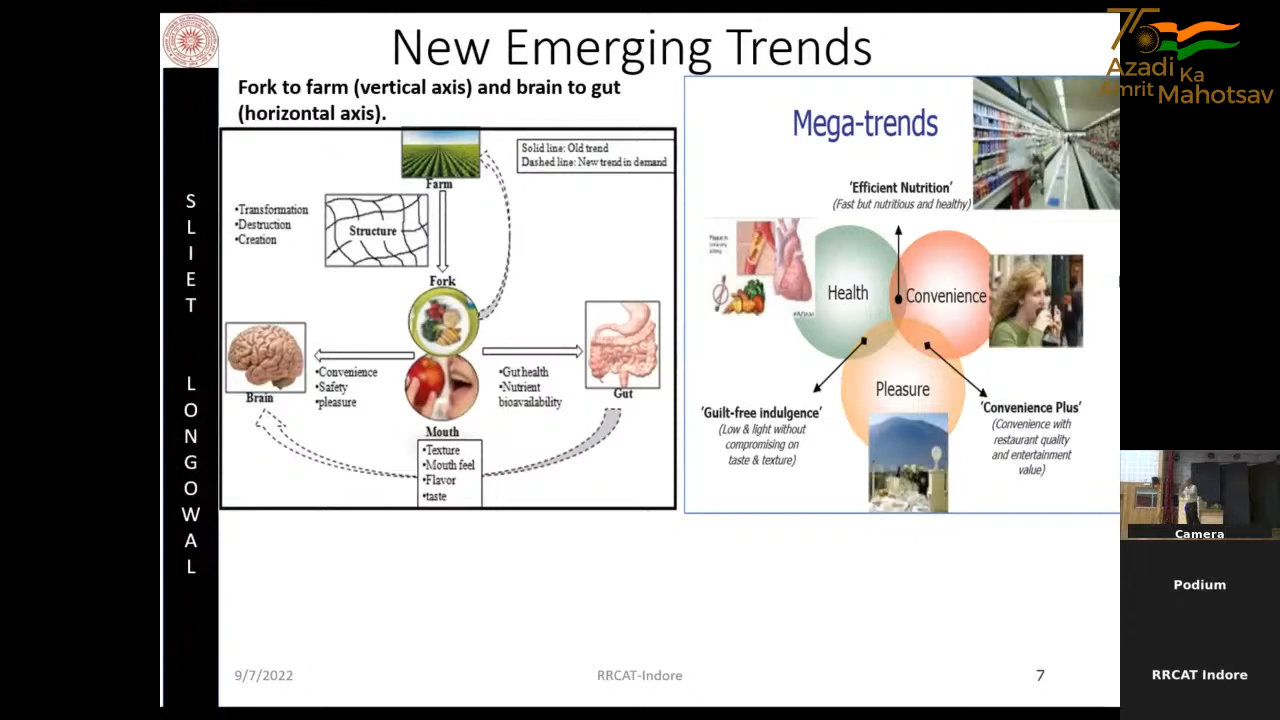 New Emerging Trends
Fork to farm (vertical axis) and brain to gut
(horizontal axis).
Solid line: Old trend
Dashed line: New trend in demand
Farm
•Transformation
•Destruction
•Creation
Structure
Fork
Brain
•Convenience
•Safety
•pleasure
•Gut health
•Nutrient
bioavailability
Gut
Mouth
•Texture
•Mouth feel
•Flavor
•taste
Mega-trends
'Efficient Nutrition'
(Fast but nutritious and healthy)
Health
Convenience
Pleasure
'Guilt-free indulgence'
(Low & light without
compromising on
taste & texture)
'Convenience Plus'
(Convenience with
restaurant quality
and entertainment
value)
S
L
I
E
T
L
O
N
G
O
W
A
L
9/7/2022
RRCAT-Indore
7
75
Azadi Ka
Amrit Mahotsav
Camera
Podium
RRCAT Indore